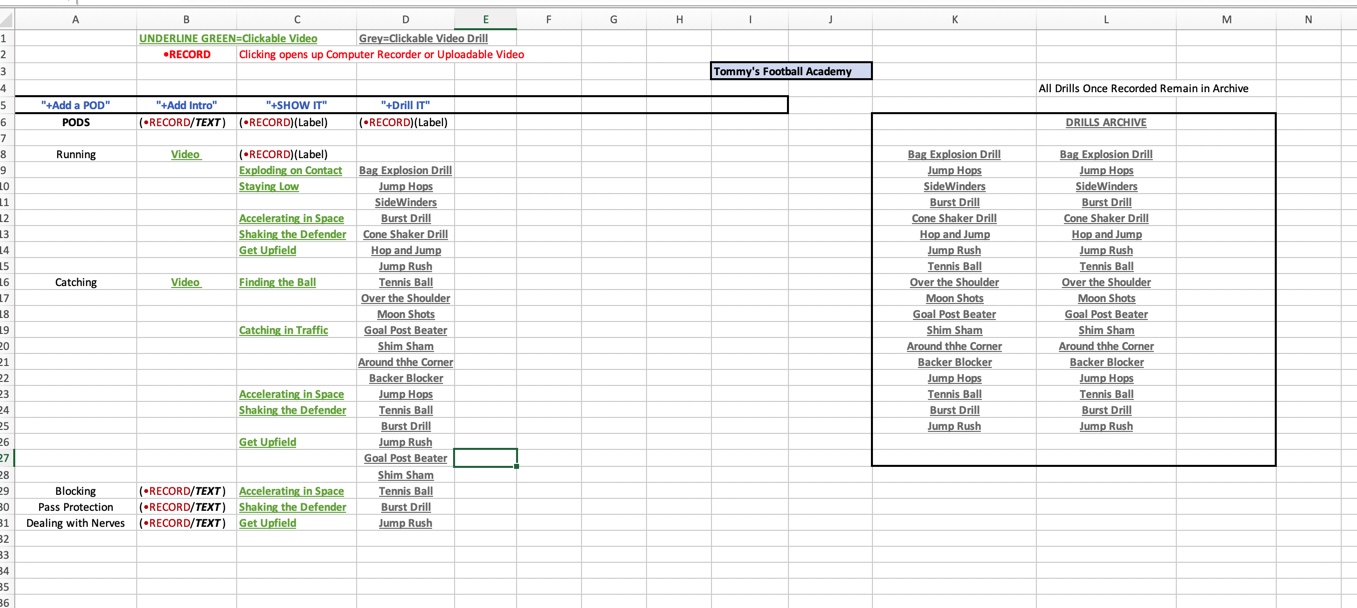 A B C D E F G H I J K L M N
1 UNDERLINE GREEN=Clickable Video Grey=Clickable Video Drill
2 •RECORD Clicking opens up Computer Recorder or Uploadable Video
3 Tommy's Football Academy
4 All Drills Once Recorded Remain in Archive
5 "+Add a POD" "+Add Intro" "+SHOW IT" "+Drill IT"
6 PODS (•RECORD/TEXT) (•RECORD)(Label) (•RECORD)(Label) DRILLS ARCHIVE
7
8 Running Video (•RECORD)(Label) Bag Explosion Drill Bag Explosion Drill
9 Exploding on Contact Bag Explosion Drill Jump Hops Jump Hops
10 Staying Low Jump Hops SideWinders SideWinders
11 SideWinders Burst Drill Burst Drill
12 Accelerating in Space Burst Drill Cone Shaker Drill Cone Shaker Drill
13 Shaking the Defender Cone Shaker Drill Hop and Jump Hop and Jump
14 Get Upfield Hop and Jump Jump Rush Jump Rush
15 Jump Rush Tennis Ball Tennis Ball
16 Catching Video Finding the Ball Tennis Ball Over the Shoulder Over the Shoulder
17 Over the Shoulder Moon Shots Moon Shots
18 Moon Shots Goal Post Beater Goal Post Beater
19 Catching in Traffic Goal Post Beater Shim Sham Shim Sham
20 Shim Sham Around thhe Corner Around thhe Corner
21 Around thhe Corner Backer Blocker Backer Blocker
22 Backer Blocker Jump Hops Jump Hops
23 Accelerating in Space Jump Hops Tennis Ball Tennis Ball
24 Shaking the Defender Tennis Ball Burst Drill Burst Drill
25 Burst Drill Jump Rush Jump Rush
26 Get Upfield Jump Rush
27 Goal Post Beater
28 Shim Sham
29 Blocking (•RECORD/TEXT) Accelerating in Space Tennis Ball
30 Pass Protection (•RECORD/TEXT) Shaking the Defender Burst Drill
31 Dealing with Nerves (•RECORD/TEXT) Get Upfield Jump Rush
32
33
34
35
36